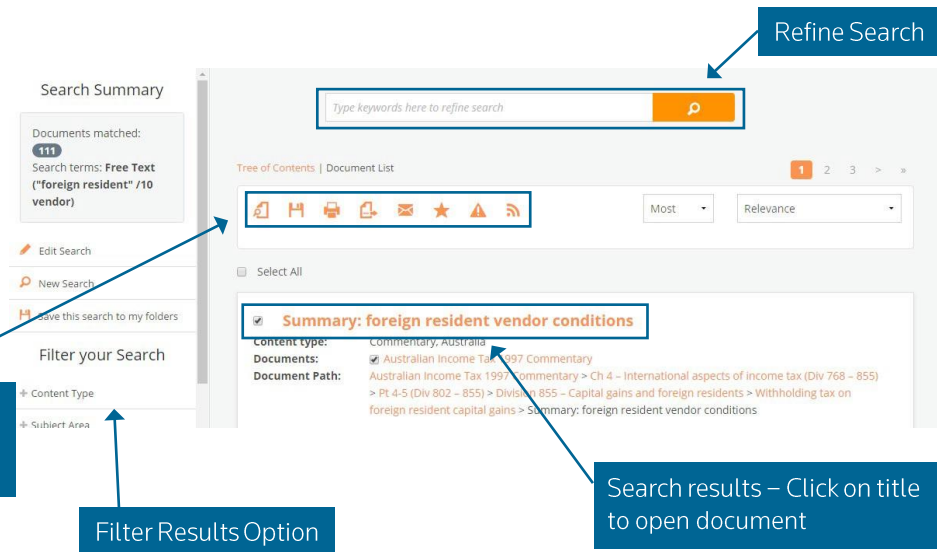 Refine Search
Search Summary
Documents matched:
111
Search terms: Free Text
("foreign resident" /10
vendor)
Edit Search
New Search
Save this search to my folders
Filter your Search
+ Content Type
+ Subject Area
Type keywords here to refine search
Tree of Contents | Document List
1 2 3 > »
Most
Relevance
Select All
Summary: foreign resident vendor conditions
Content type: Commentary, Australia
Documents: Australian Income Tax 1997 Commentary
Document Path: Australian Income Tax 1997 Commentary > Ch 4 – International aspects of income tax (Div 768 – 855)
> Pt 4-5 (Div 802 – 855) > Division 855 – Capital gains and foreign residents > Withholding tax on
foreign resident capital gains > Summary: foreign resident vendor conditions
Search results – Click on title
to open document
Filter Results Option